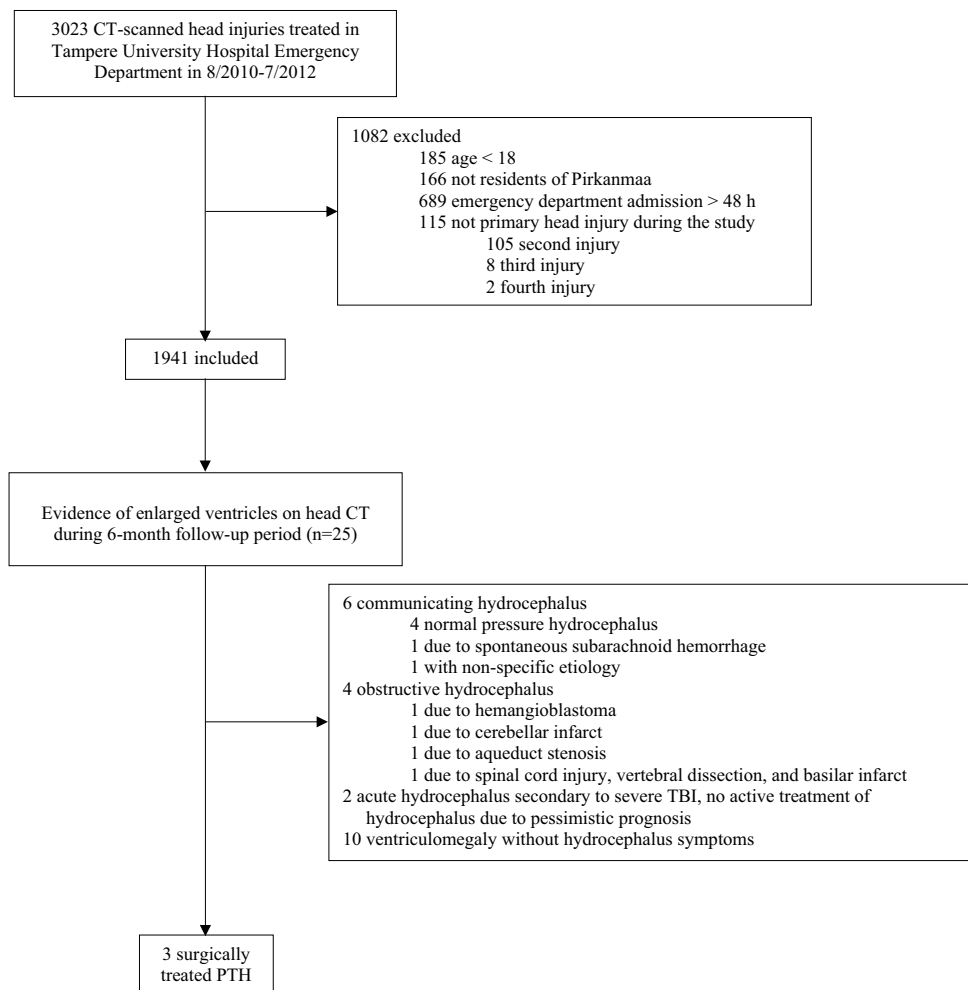 3023 CT-scanned head injuries treated in
Tampere University Hospital Emergency
Department in 8/2010-7/2012
1082 excluded
185 age < 18
166 not residents of Pirkanmaa
689 emergency department admission > 48 h
115 not primary head injury during the study
105 second injury
8 third injury
2 fourth injury
1941 included
Evidence of enlarged ventricles on head CT
during 6-month follow-up period (n=25)
6 communicating hydrocephalus
4 normal pressure hydrocephalus
1 due to spontaneous subarachnoid hemorrhage
1 with non-specific etiology
4 obstructive hydrocephalus
1 due to hemangioblastoma
1 due to cerebellar infarct
1 due to aqueduct stenosis
1 due to spinal cord injury, vertebral dissection, and basilar infarct
2 acute hydrocephalus secondary to severe TBI, no active treatment of
hydrocephalus due to pessimistic prognosis
10 ventriculomegaly without hydrocephalus symptoms
3 surgically
treated PTH